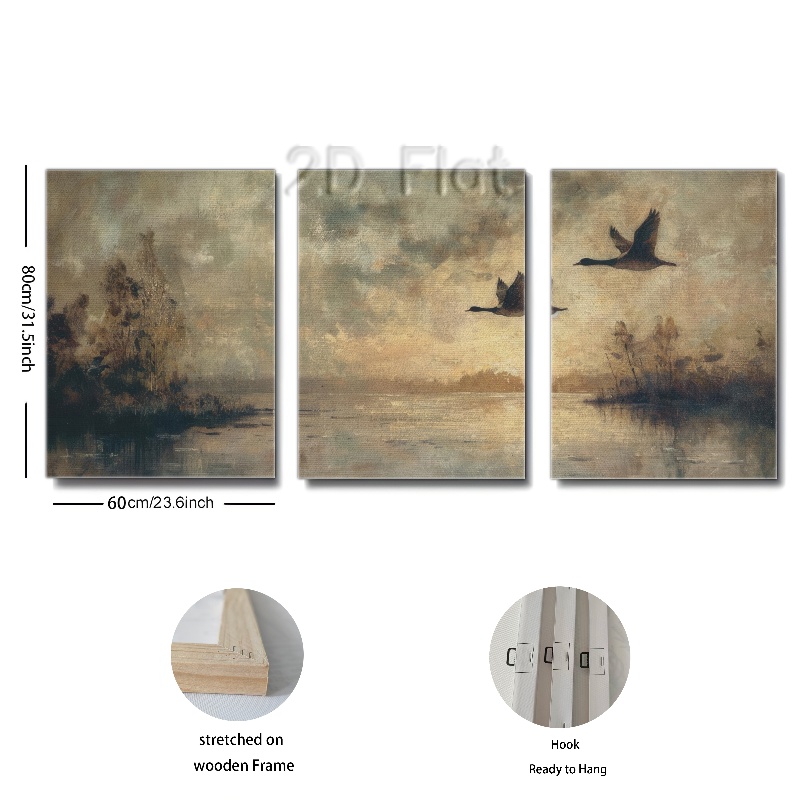 2D Flat
80cm/31.5inch
60cm/23.6inch
stretched on
wooden Frame
Hook
Ready to Hang